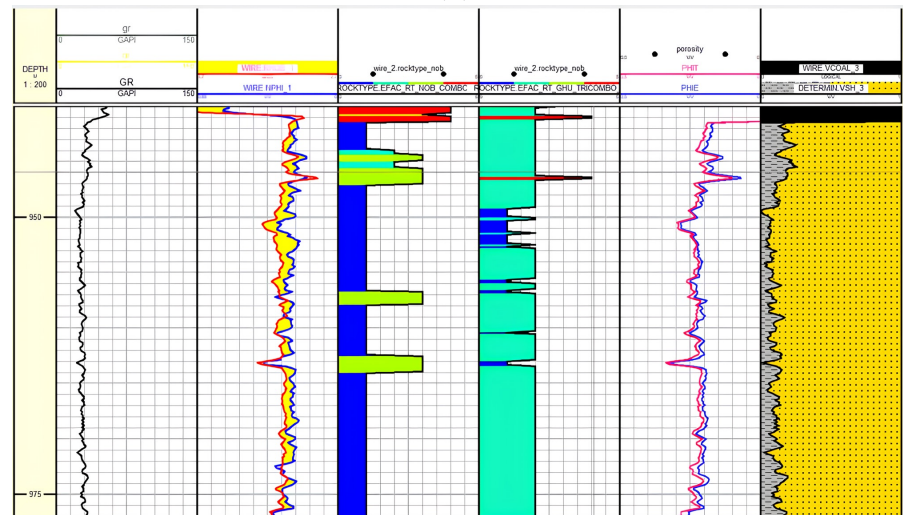 gr
0 GAPI 150
GR
0 GAPI 150
DEPTH
1 : 200
WIRE.NPHI_1
wire_2.rocktype_nob
ROCKTYPE.EFAC_RT_NOB_COMBC
wire_2.rocktype_nob
ROCKTYPE.EFAC_RT_GHU_TRICOMBO
porosity
PHIT
PHIE
WIRE.VCOAL_3
LOGICAL
DETERMIN.VSH_3
950
975